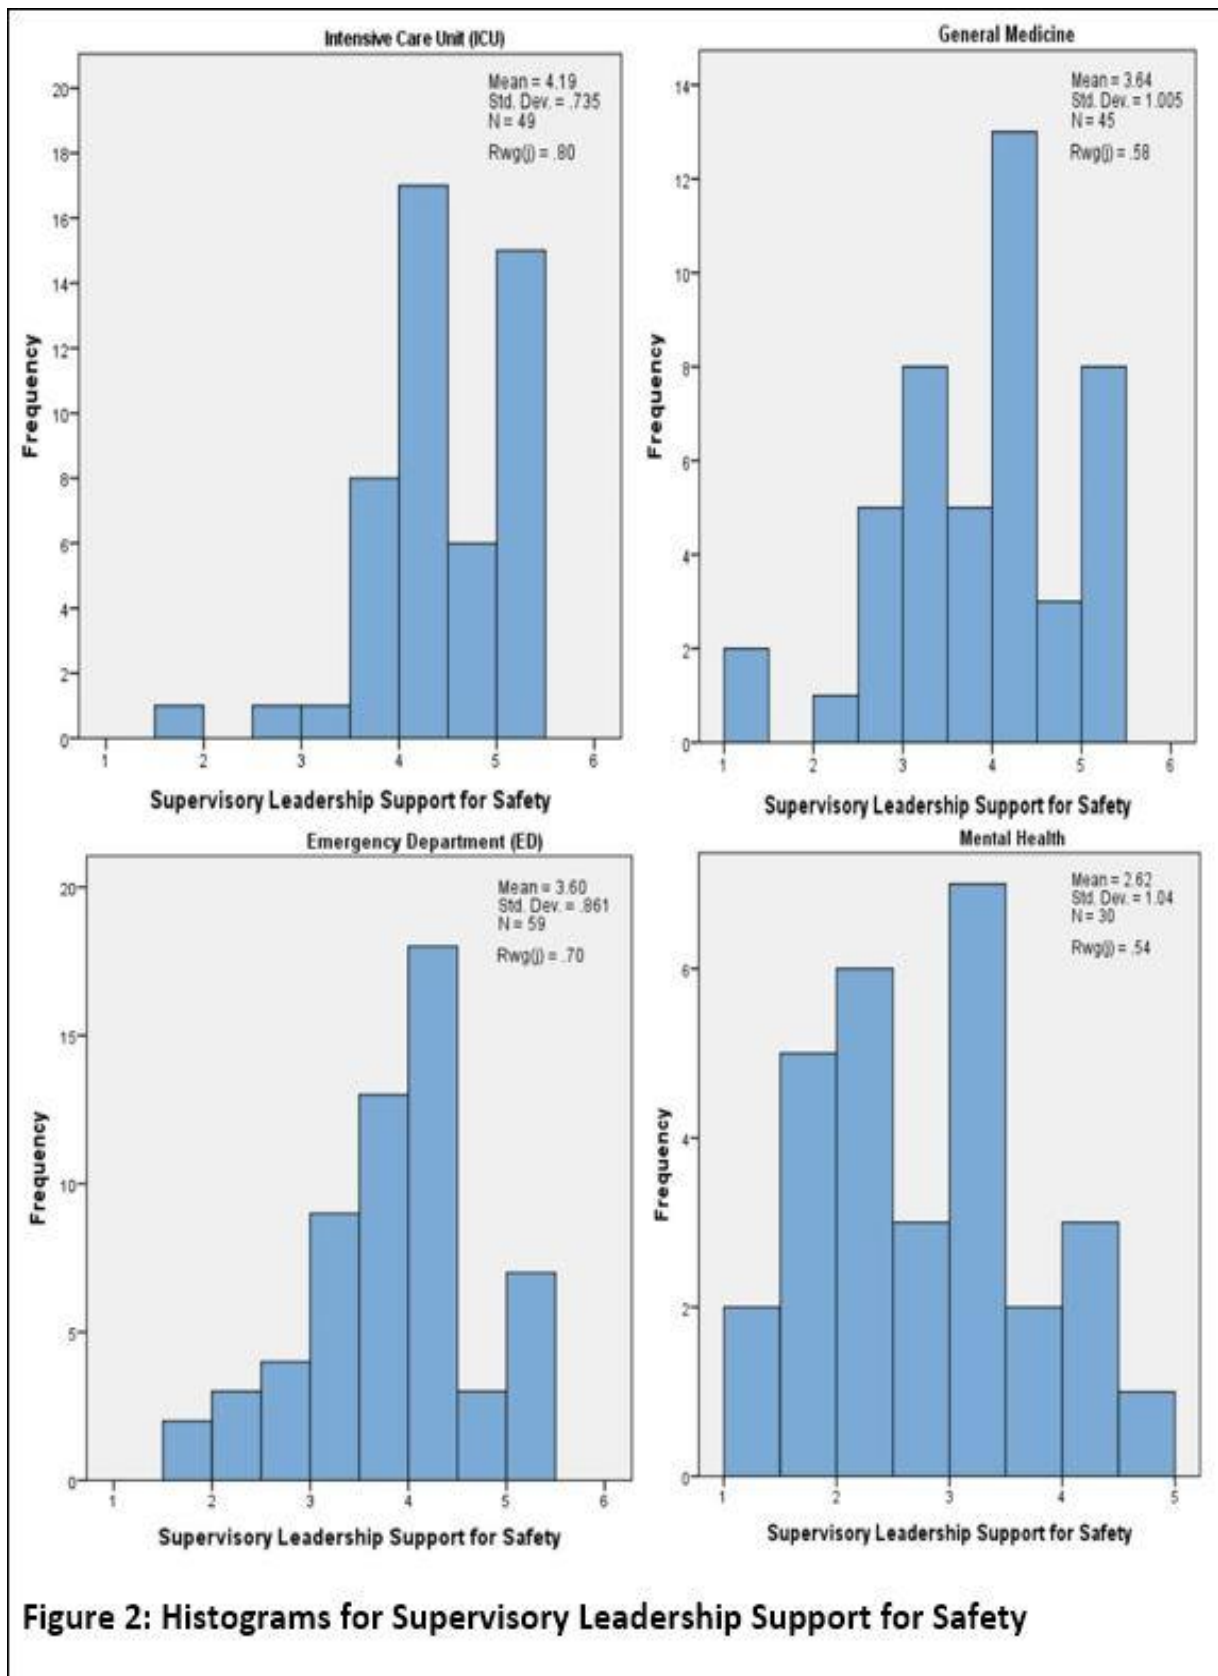 Intensive Care Unit (ICU)
Mean = 4.19
Std. Dev. = .735
N = 49
Rwg(j) = .80
20
18
16
14
12
10
8
6
4
2
0
Frequency
1 2 3 4 5 6
Supervisory Leadership Support for Safety
General Medicine
Mean = 3.64
Std. Dev. = 1.005
N = 45
Rwg(j) = .58
14
12
10
8
6
4
2
0
Frequency
1 2 3 4 5 6
Supervisory Leadership Support for Safety
Emergency Department (ED)
Mean = 3.60
Std. Dev. = .861
N = 59
Rwg(j) = .70
20
15
10
5
0
Frequency
1 2 3 4 5 6
Supervisory Leadership Support for Safety
Mental Health
Mean = 2.62
Std. Dev. = 1.04
N = 30
Rwg(j) = .54
6
4
2
0
Frequency
1 2 3 4 5
Supervisory Leadership Support for Safety
Figure 2: Histograms for Supervisory Leadership Support for Safety